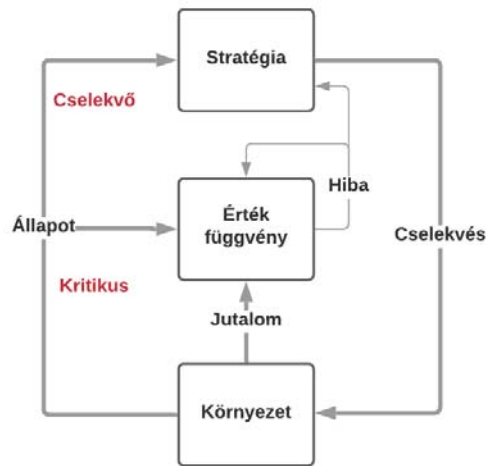 Stratégia
Cselekvő
Hiba
Érték
függvény
Állapot
Cselekvés
Kritikus
Jutalom
Környezet